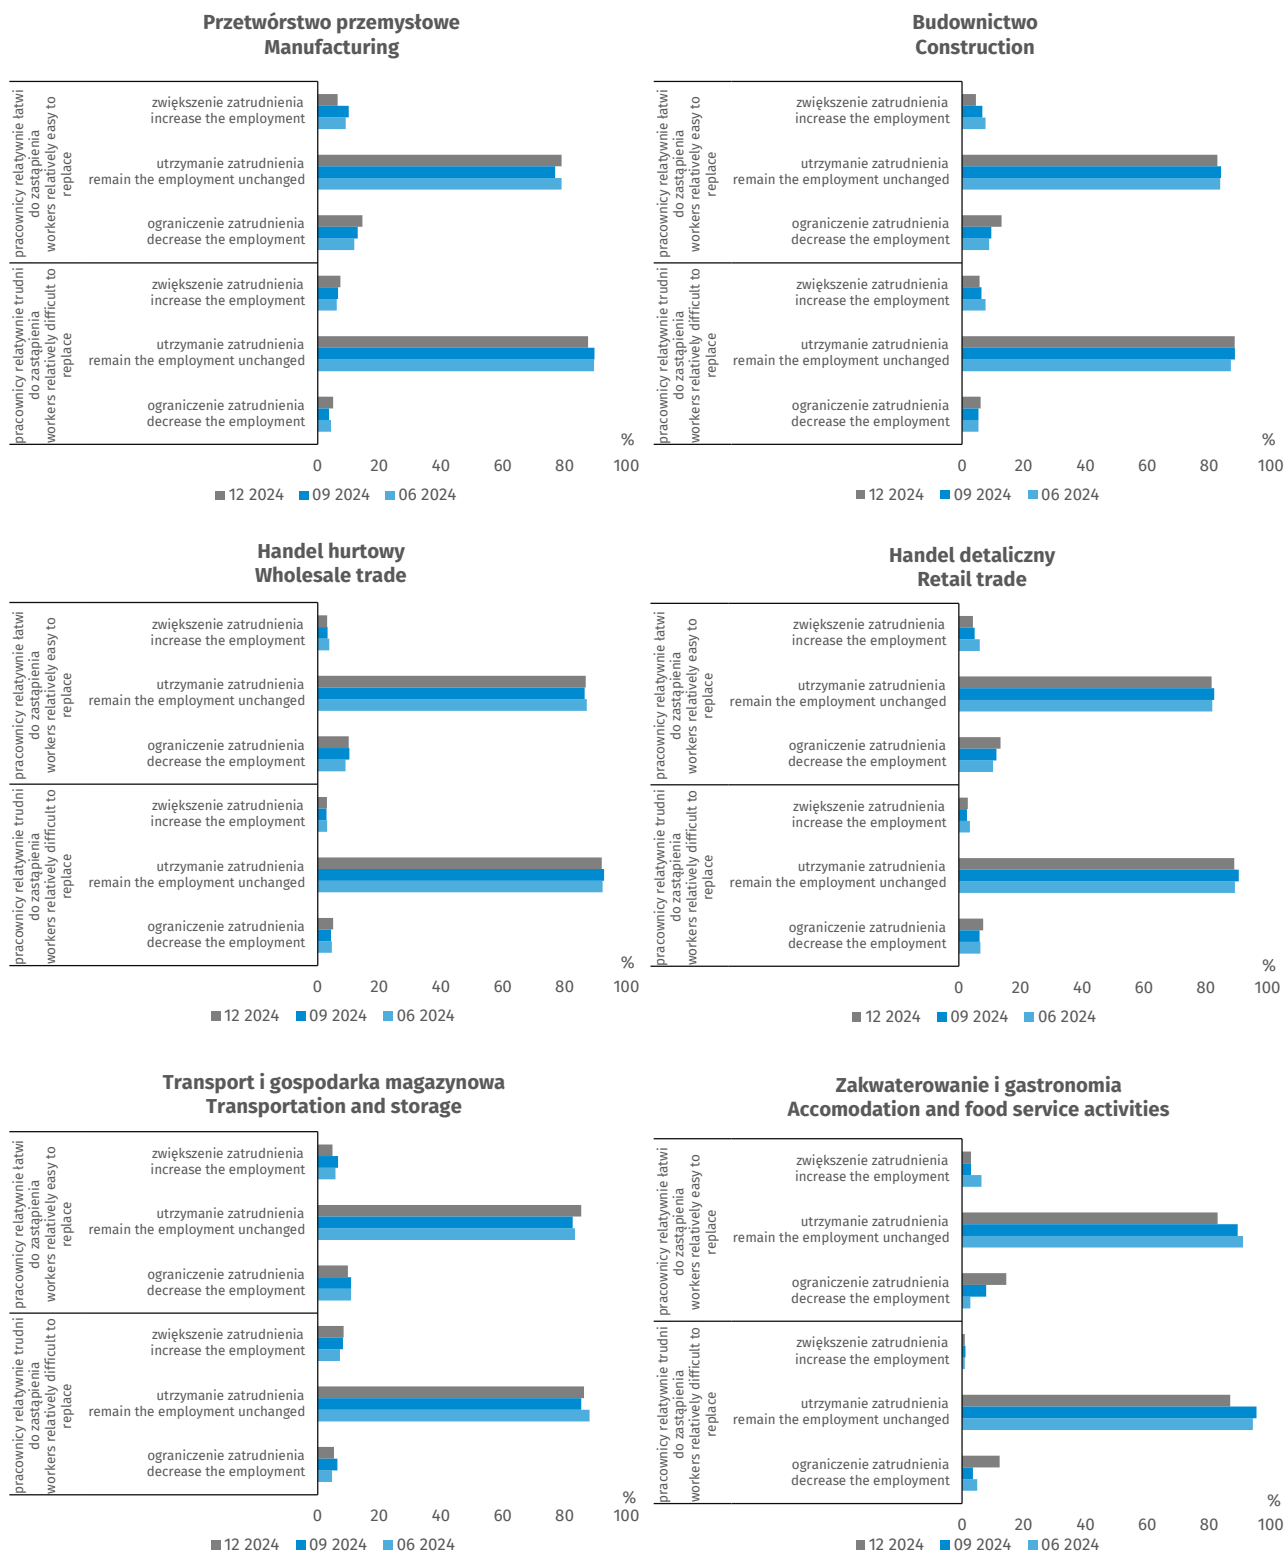 Przetwórstwo przemysłowe
Manufacturing
pracownicy relatywnie łatwi
do zastąpienia
workers relatively easy to
replace
zwiększenie zatrudnienia
increase the employment
utrzymanie zatrudnienia
remain the employment unchanged
ograniczenie zatrudnienia
decrease the employment
pracownicy relatywnie trudni
do zastąpienia
workers relatively difficult to
replace
zwiększenie zatrudnienia
increase the employment
utrzymanie zatrudnienia
remain the employment unchanged
ograniczenie zatrudnienia
decrease the employment
%
0 20 40 60 80 100
12 2024 09 2024 06 2024
Budownictwo
Construction
pracownicy relatywnie łatwi
do zastąpienia
workers relatively easy to
replace
zwiększenie zatrudnienia
increase the employment
utrzymanie zatrudnienia
remain the employment unchanged
ograniczenie zatrudnienia
decrease the employment
pracownicy relatywnie trudni
do zastąpienia
workers relatively difficult to
replace
zwiększenie zatrudnienia
increase the employment
utrzymanie zatrudnienia
remain the employment unchanged
ograniczenie zatrudnienia
decrease the employment
%
0 20 40 60 80 100
12 2024 09 2024 06 2024
Handel hurtowy
Wholesale trade
pracownicy relatywnie łatwi
do zastąpienia
workers relatively easy to
replace
zwiększenie zatrudnienia
increase the employment
utrzymanie zatrudnienia
remain the employment unchanged
ograniczenie zatrudnienia
decrease the employment
pracownicy relatywnie trudni
do zastąpienia
workers relatively difficult to
replace
zwiększenie zatrudnienia
increase the employment
utrzymanie zatrudnienia
remain the employment unchanged
ograniczenie zatrudnienia
decrease the employment
%
0 20 40 60 80 100
12 2024 09 2024 06 2024
Handel detaliczny
Retail trade
pracownicy relatywnie łatwi
do zastąpienia
workers relatively easy to
replace
zwiększenie zatrudnienia
increase the employment
utrzymanie zatrudnienia
remain the employment unchanged
ograniczenie zatrudnienia
decrease the employment
pracownicy relatywnie trudni
do zastąpienia
workers relatively difficult to
replace
zwiększenie zatrudnienia
increase the employment
utrzymanie zatrudnienia
remain the employment unchanged
ograniczenie zatrudnienia
decrease the employment
%
0 20 40 60 80 100
12 2024 09 2024 06 2024
Transport i gospodarka magazynowa
Transportation and storage
pracownicy relatywnie łatwi
do zastąpienia
workers relatively easy to
replace
zwiększenie zatrudnienia
increase the employment
utrzymanie zatrudnienia
remain the employment unchanged
ograniczenie zatrudnienia
decrease the employment
pracownicy relatywnie trudni
do zastąpienia
workers relatively difficult to
replace
zwiększenie zatrudnienia
increase the employment
utrzymanie zatrudnienia
remain the employment unchanged
ograniczenie zatrudnienia
decrease the employment
%
0 20 40 60 80 100
12 2024 09 2024 06 2024
Zakwaterowanie i gastronomia
Accomodation and food service activities
pracownicy relatywnie łatwi
do zastąpienia
workers relatively easy to
replace
zwiększenie zatrudnienia
increase the employment
utrzymanie zatrudnienia
remain the employment unchanged
ograniczenie zatrudnienia
decrease the employment
pracownicy relatywnie trudni
do zastąpienia
workers relatively difficult to
replace
zwiększenie zatrudnienia
increase the employment
utrzymanie zatrudnienia
remain the employment unchanged
ograniczenie zatrudnienia
decrease the employment
%
0 20 40 60 80 100
12 2024 09 2024 06 2024